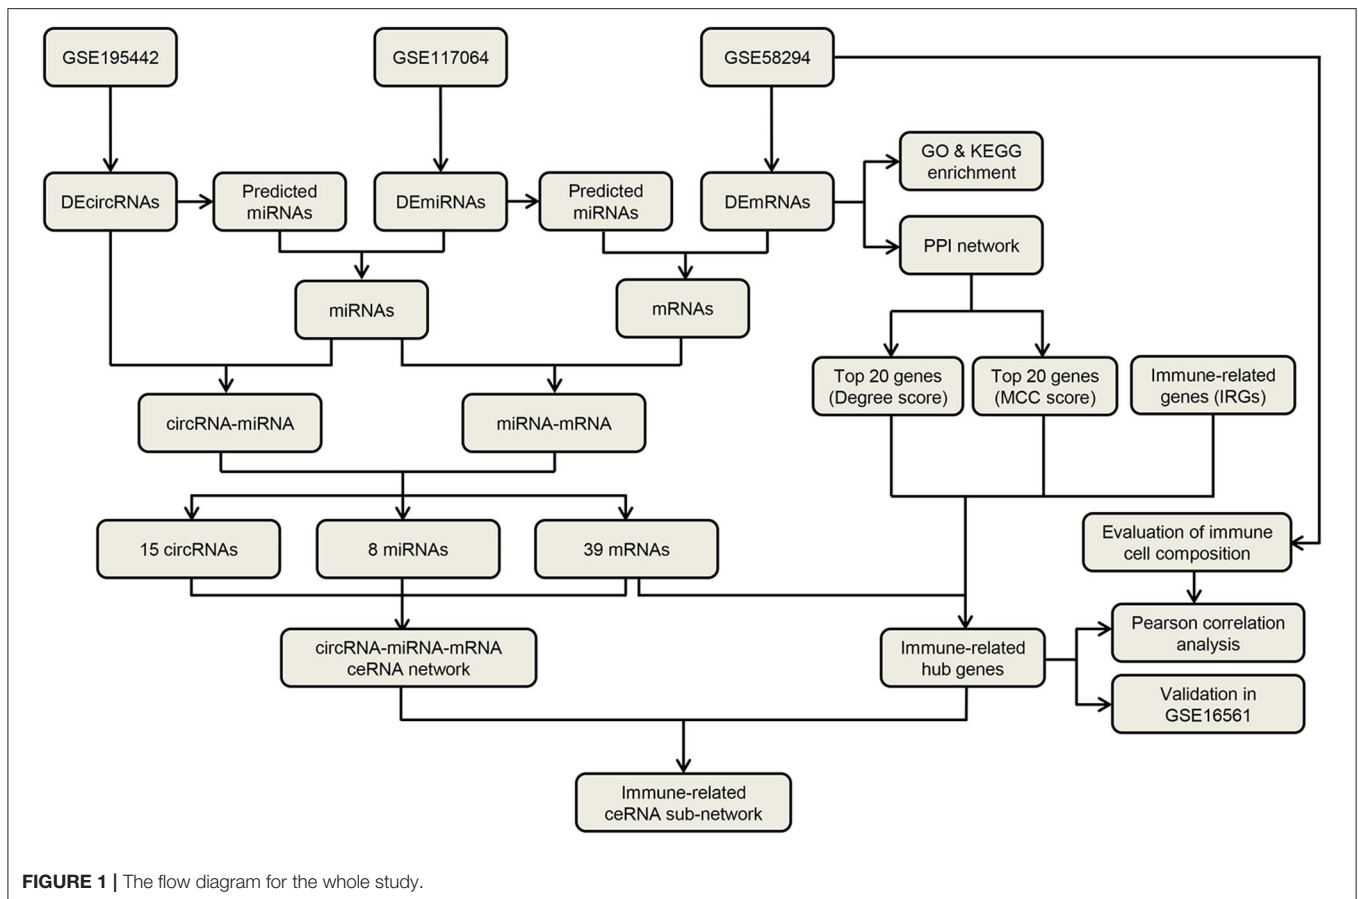 GSE195442
GSE117064
GSE58294
GO & KEGG
enrichment
DEcircRNAs
Predicted
miRNAs
DEmiRNAs
Predicted
miRNAs
DEmRNAs
PPI network
miRNAs
mRNAs
Top 20 genes
(Degree score)
Top 20 genes
(MCC score)
Immune-related
genes (IRGs)
circRNA-miRNA
miRNA-mRNA
15 circRNAs
8 miRNAs
39 mRNAs
Evaluation of immune
cell composition
circRNA-miRNA-mRNA
ceRNA network
Immune-related
hub genes
Pearson correlation
analysis
Validation in
GSE16561
Immune-related
ceRNA sub-network
FIGURE 1 | The flow diagram for the whole study.